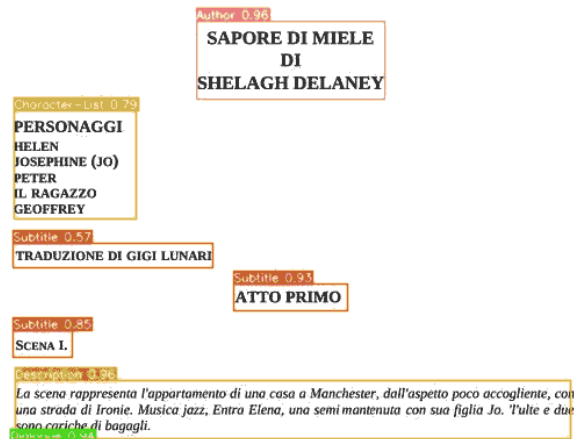 Author 0.96
SAPORE DI MIELE
DI
SHELAGH DELANEY
Character-List 0.79
PERSONAGGI
HELEN
JOSEPHINE (JO)
PETER
IL RAGAZZO
GEOFFREY
Subtitle 0.57
TRADUZIONE DI GIGI LUNARI
Subtitle 0.93
ATTO PRIMO
Subtitle 0.85
SCENA I.
Description 0.96
La scena rappresenta l'appartamento di una casa a Manchester, dall'aspetto poco accogliente, con
una strada di Ironie. Musica jazz, Entra Elena, una semi mantenuta con sua figlia Jo. 'l'ulte e due
sono cariche di bagagli.
0.94